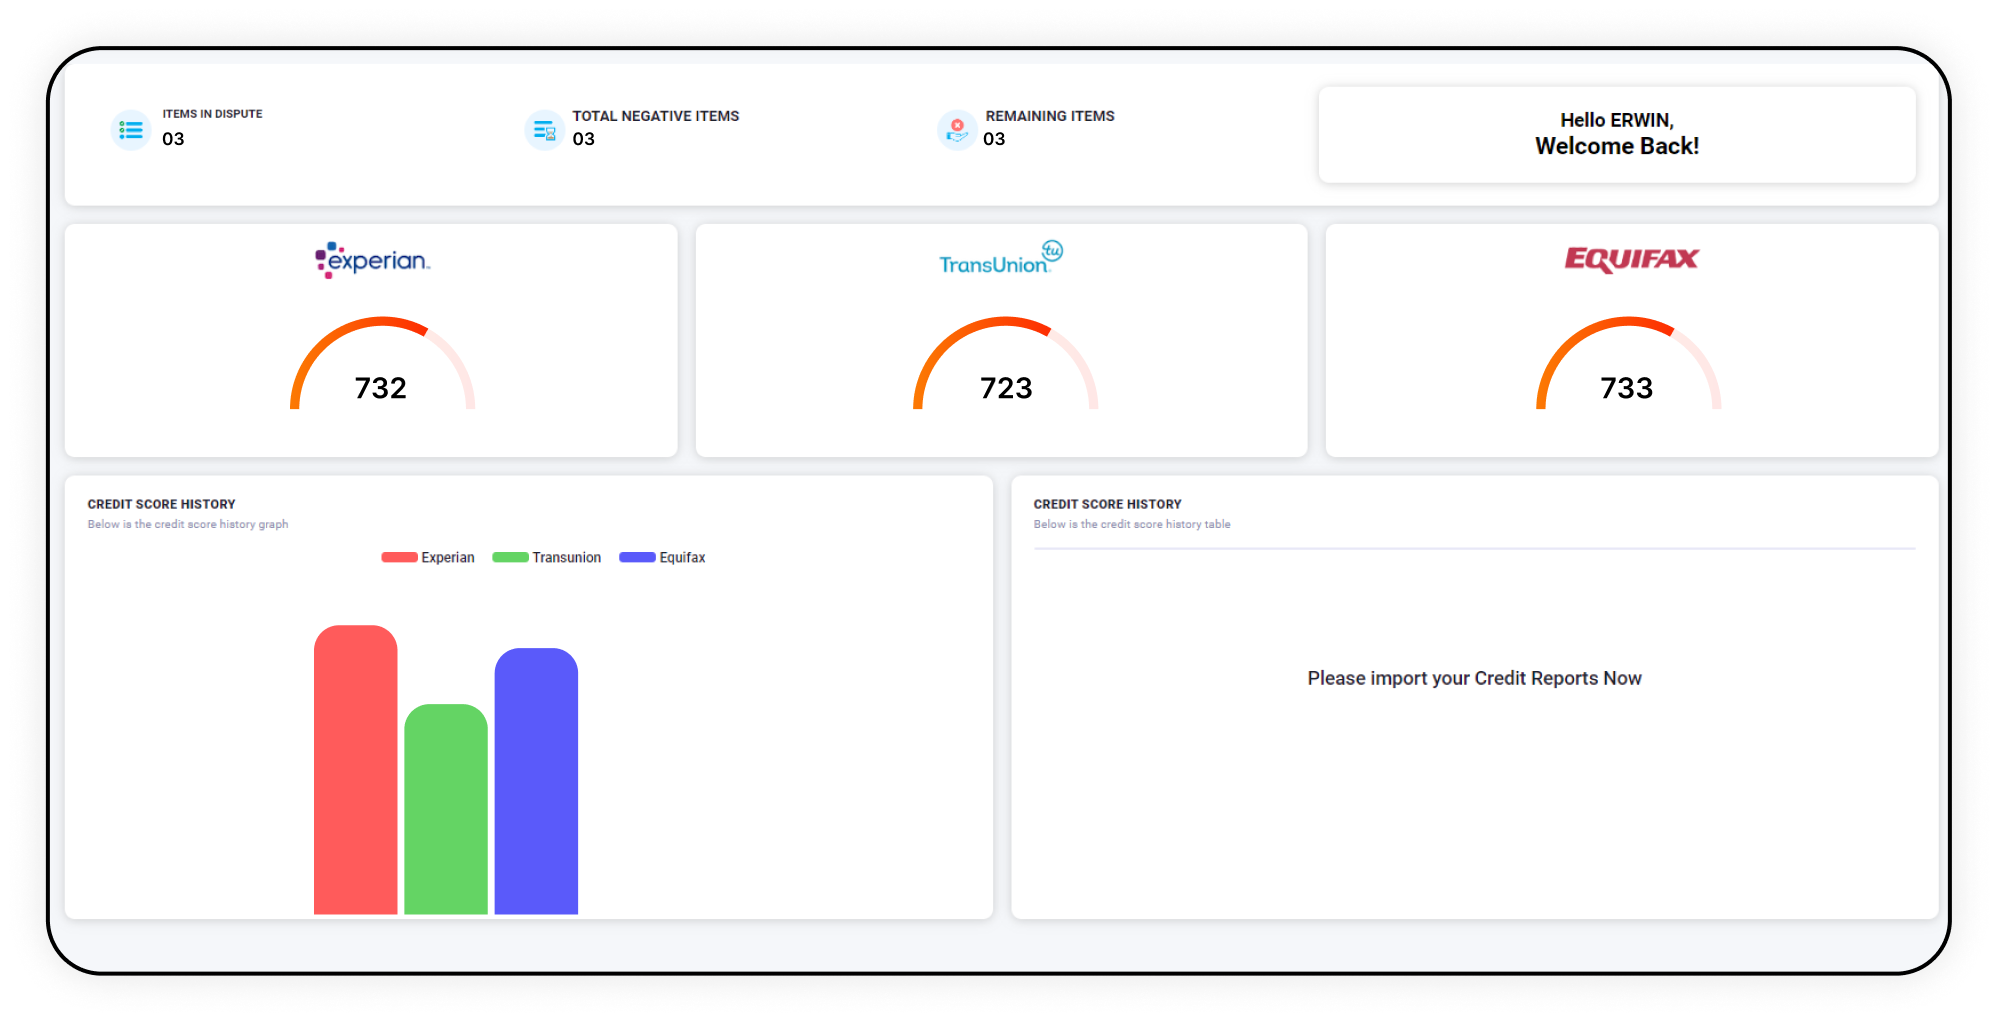 ITEMS IN DISPUTE
03
TOTAL NEGATIVE ITEMS
03
REMAINING ITEMS
03
Hello ERWIN,
Welcome Back!
experian™
732
TransUnion
tu
723
EQUIFAX
733
CREDIT SCORE HISTORY
Below is the credit score history graph
Experian Transunion Equifax
CREDIT SCORE HISTORY
Below is the credit score history table
Please import your Credit Reports Now